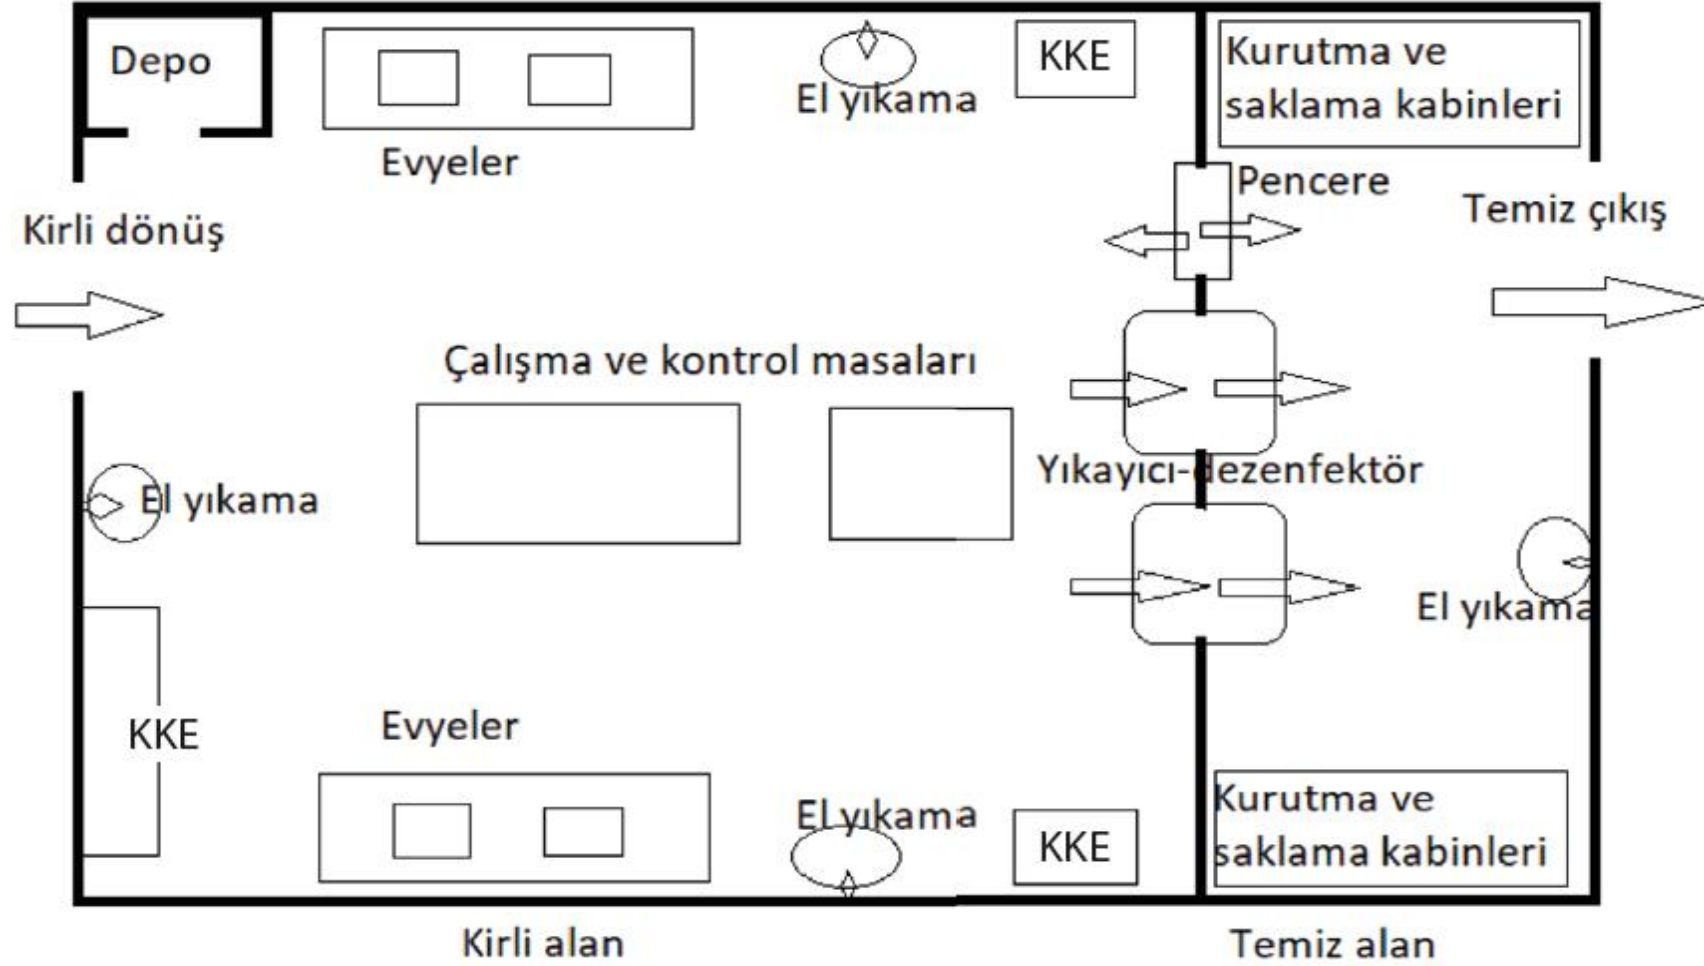 Depo
Evyeler
El yıkama
KKE
Kurutma ve
saklama kabinleri
Pencere
Kirli dönüş
Temiz çıkış
Çalışma ve kontrol masaları
Yıkayıcı-dezenfektör
El yıkama
El yıkama
KKE
Evyeler
El yıkama
KKE
Kurutma ve
saklama kabinleri
Kirli alan
Temiz alan